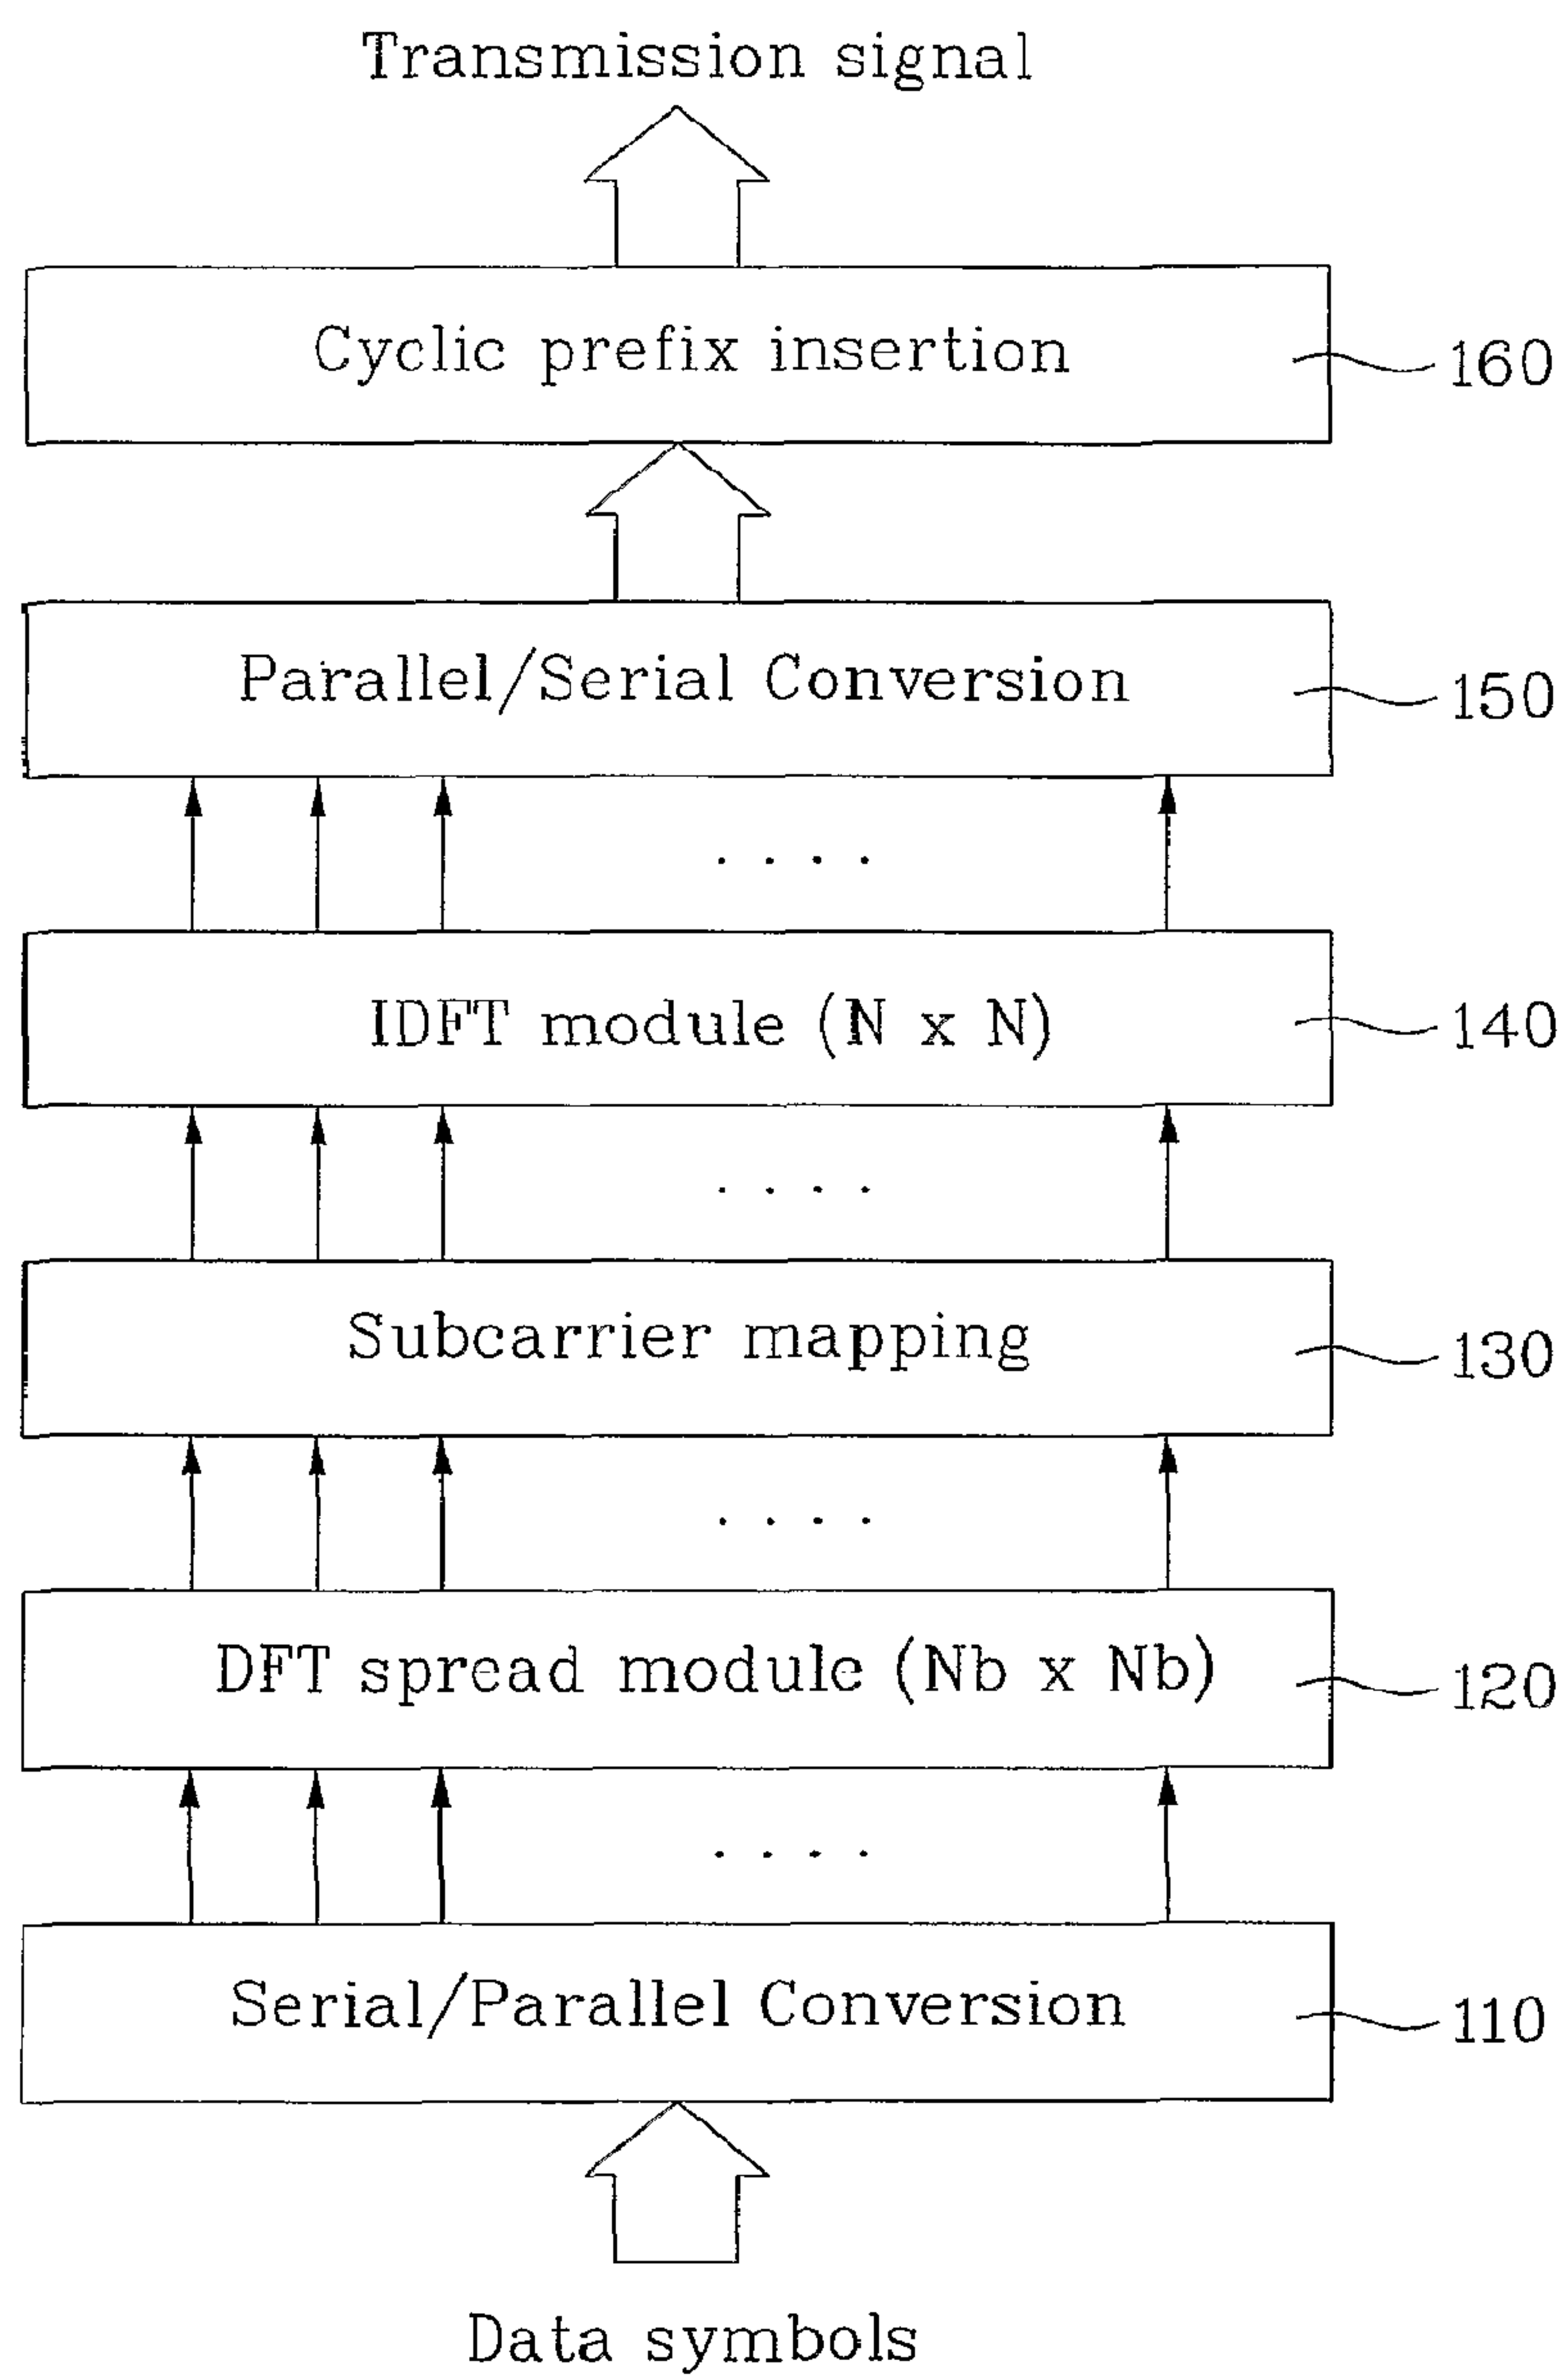 Transmission signal
Cyclic prefix insertion
160
Parallel/Serial Conversion
150
. . . .
IDFT module (N x N)
140
. . . .
Subcarrier mapping
130
. . . .
DFT spread module (Nb x Nb)
120
. . . .
Serial/Parallel Conversion
110
Data symbols